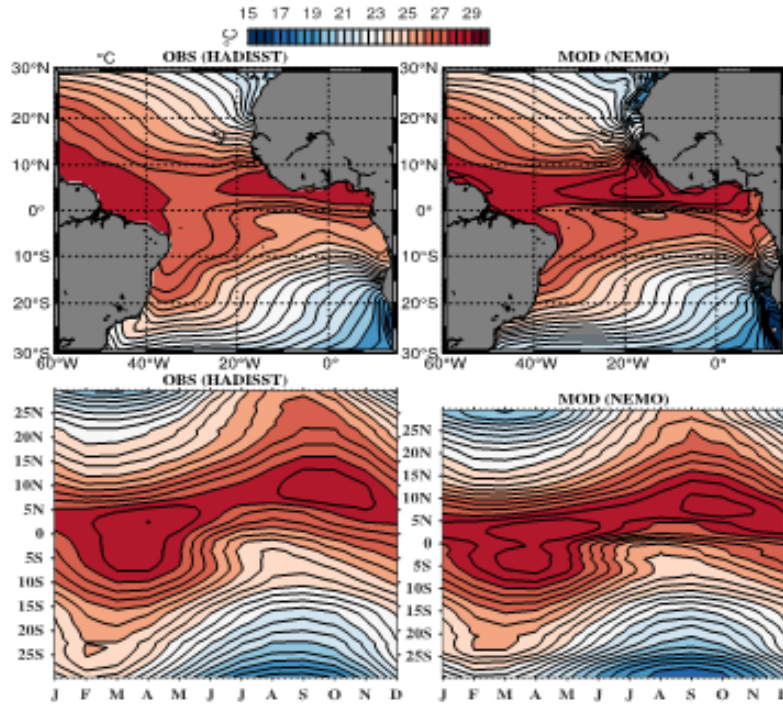 15 17 19 21 23 25 27 29
°C
°C OBS (HADISST) MOD (NEMO)
30°N 30°N
20°N 20°N
10°N 10°N
0° 0°
10°S 10°S
20°S 20°S
30°S 30°S
60°W 40°W 20°W 0° 60°W 40°W 20°W 0°
OBS (HADISST) MOD (NEMO)
25N 25N
20N 20N
15N 15N
10N 10N
5N 5N
0 0
5S 5S
10S 10S
15S 15S
20S 20S
25S 25S
J F M A M J J A S O N D J F M A M J J A S O N D